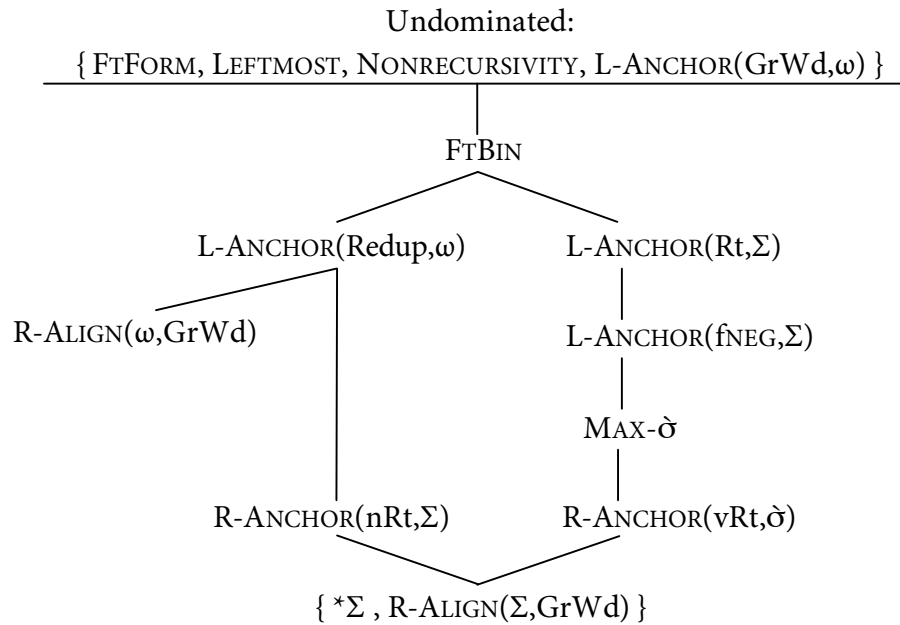 Undominated:
{ FTFORM, LEFTMOST, NONRECURSIVITY, L-ANCHOR(GrWd,ω) }
FTBIN
L-ANCHOR(Redup,ω) L-ANCHOR(Rt,Σ)
R-ALIGN(ω,GrWd) L-ANCHOR(fNEG,Σ)
MAX-σ̀
R-ANCHOR(nRt,Σ) R-ANCHOR(vRt,σ̀)
{ *Σ , R-ALIGN(Σ,GrWd) }